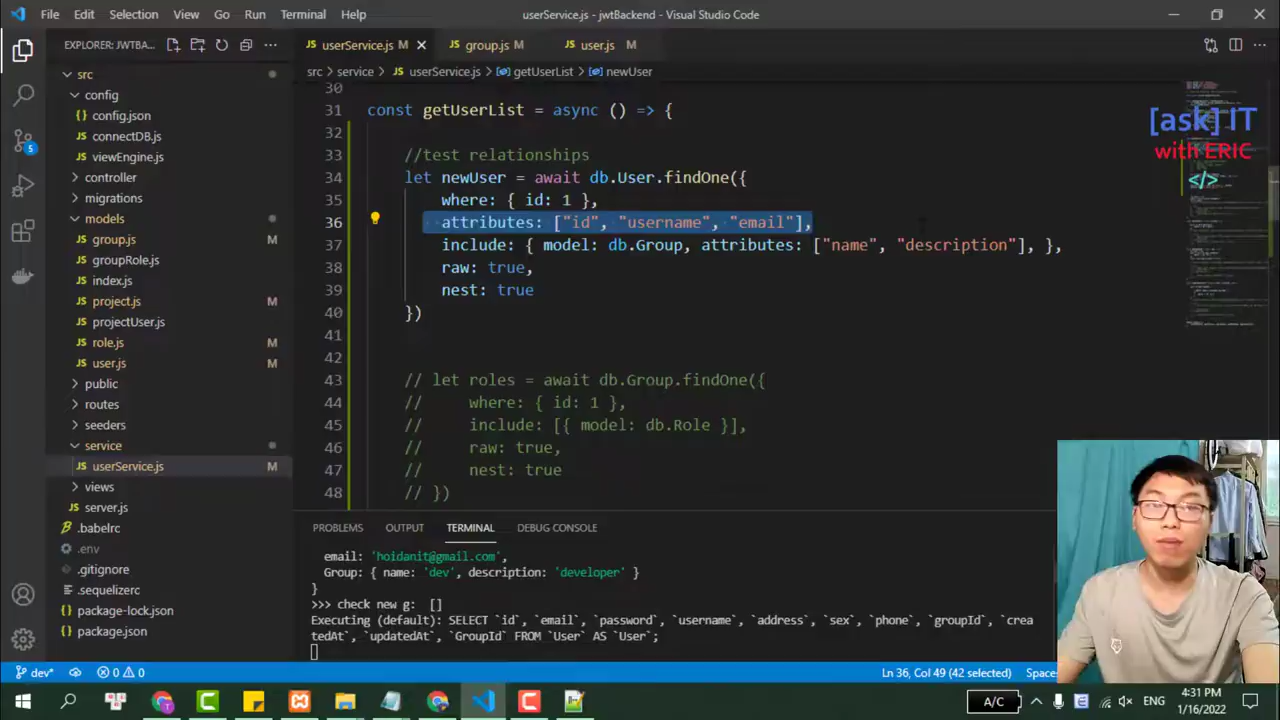 File Edit Selection View Go Run Terminal Help
userService.js - jwtBackend - Visual Studio Code
EXPLORER: JWTBA...
src
config
config.json
connectDB.js
viewEngine.js
controller
migrations
models
group.js M
groupRole.js
index.js
project.js M
projectUser.js
role.js M
user.js M
public
routes
seeders
service
userService.js M
views
server.js
.babelrc
.env
.gitignore
.sequelizerc
package-lock.json
package.json
5
userService.js M
group.js M
user.js M
src > service > userService.js > getUserList > newUser
30
31 const getUserList = async () => {
32
33 //test relationships
34 let newUser = await db.User.findOne({
35 where: { id: 1 },
36 attributes: ["id", "username", "email"],
37 include: { model: db.Group, attributes: ["name", "description"], },
38 raw: true,
39 nest: true
40 })
41
42
43 // let roles = await db.Group.findOne({
44 // where: { id: 1 },
45 // include: [{ model: db.Role }],
46 // raw: true,
47 // nest: true
48 // })
[ask] IT
with ERIC
</>
PROBLEMS OUTPUT TERMINAL DEBUG CONSOLE
email: 'hoidanit@gmail.com',
Group: { name: 'dev', description: 'developer' }
}
>>> check new g: []
Executing (default): SELECT `id`, `email`, `password`, `username`, `address`, `sex`, `phone`, `groupId`, `crea
tedAt`, `updatedAt`, `GroupId` FROM `User` AS `User`;
dev* 0 0
Ln 36, Col 49 (42 selected) Spaces
A/C
ENG
4:31 PM
1/16/2022